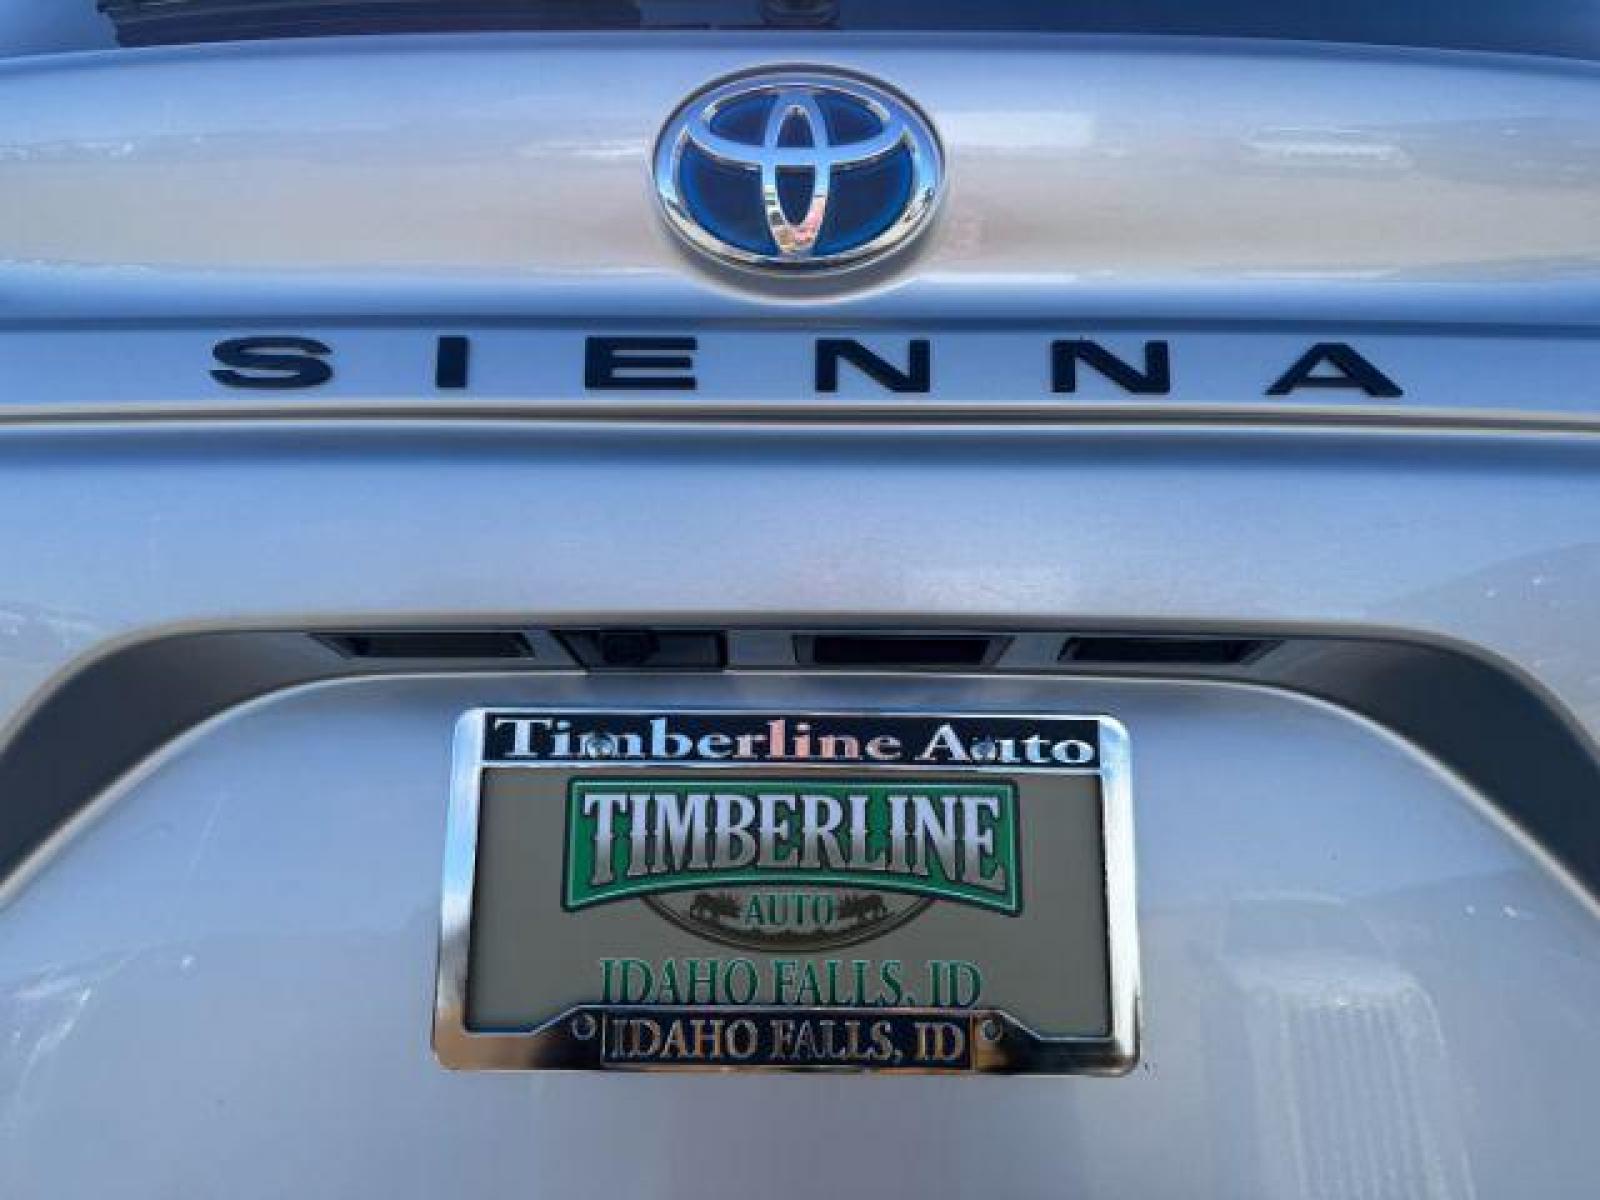 SIENNA
Timberline Auto
TIMBERLINE
AUTO
IDAHO FALLS, ID
IDAHO FALLS, ID